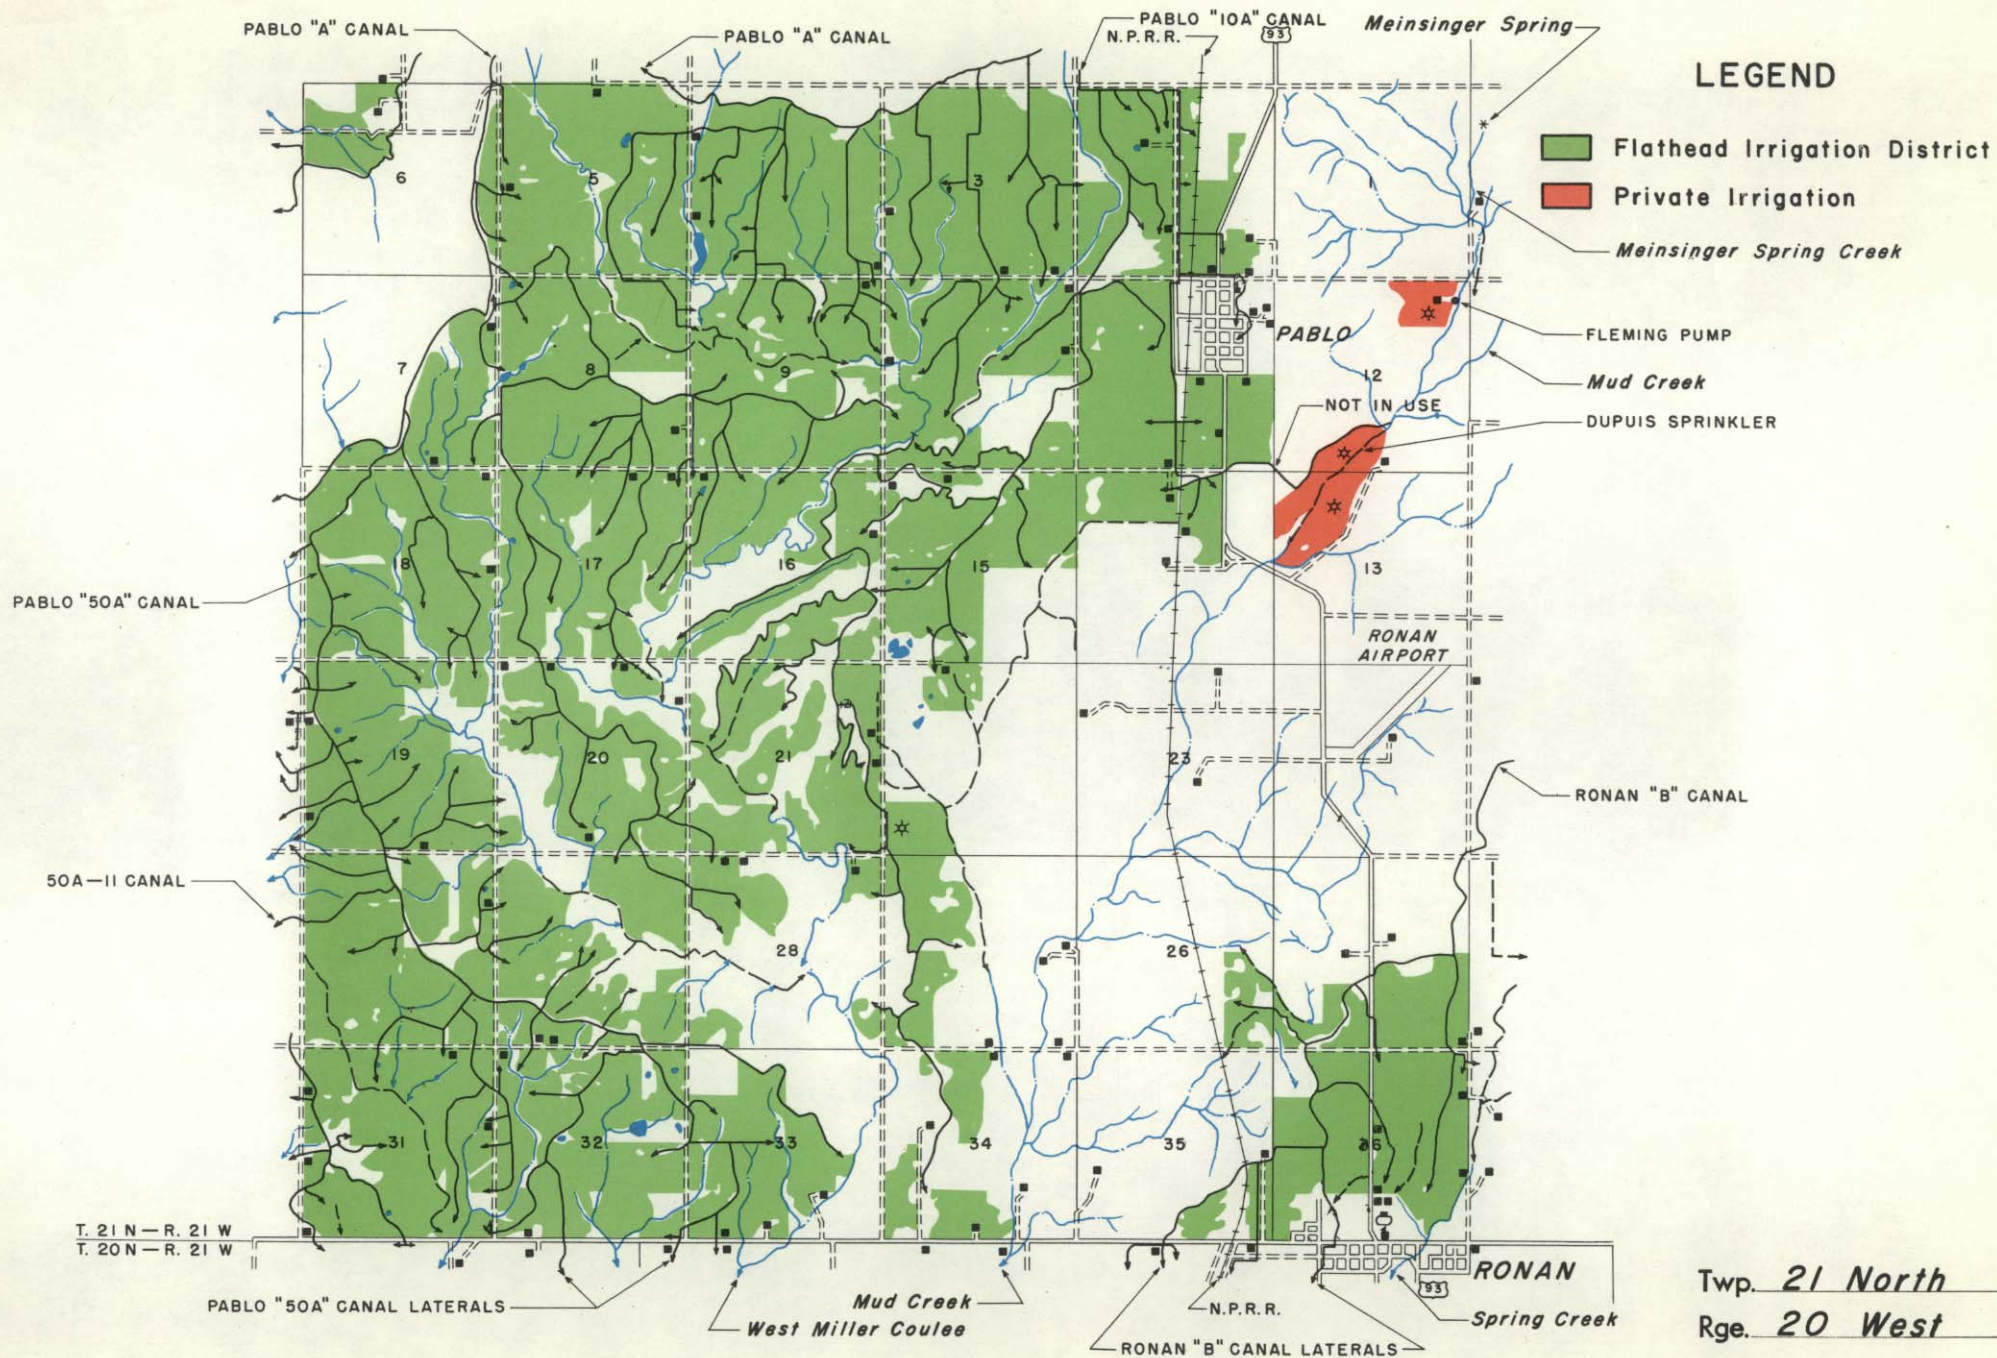 PABLO "A" CANAL
PABLO "A" CANAL
PABLO "10A" CANAL
N.P.R.R.
93
Meinsinger Spring
LEGEND
Flathead Irrigation District
Private Irrigation
6
5
3
1
Meinsinger Spring Creek
PABLO
FLEMING PUMP
7
8
9
12
Mud Creek
NOT IN USE
DUPUIS SPRINKLER
PABLO "50A" CANAL
18
17
16
15
13
RONAN
AIRPORT
19
20
21
23
RONAN "B" CANAL
50A-11 CANAL
28
26
31
32
33
34
35
36
T. 21 N — R. 21 W
T. 20 N — R. 21 W
PABLO "50A" CANAL LATERALS
West Miller Coulee
Mud Creek
N.P.R.R.
RONAN "B" CANAL LATERALS
RONAN
93
Spring Creek
Twp. 21 North
Rge. 20 West